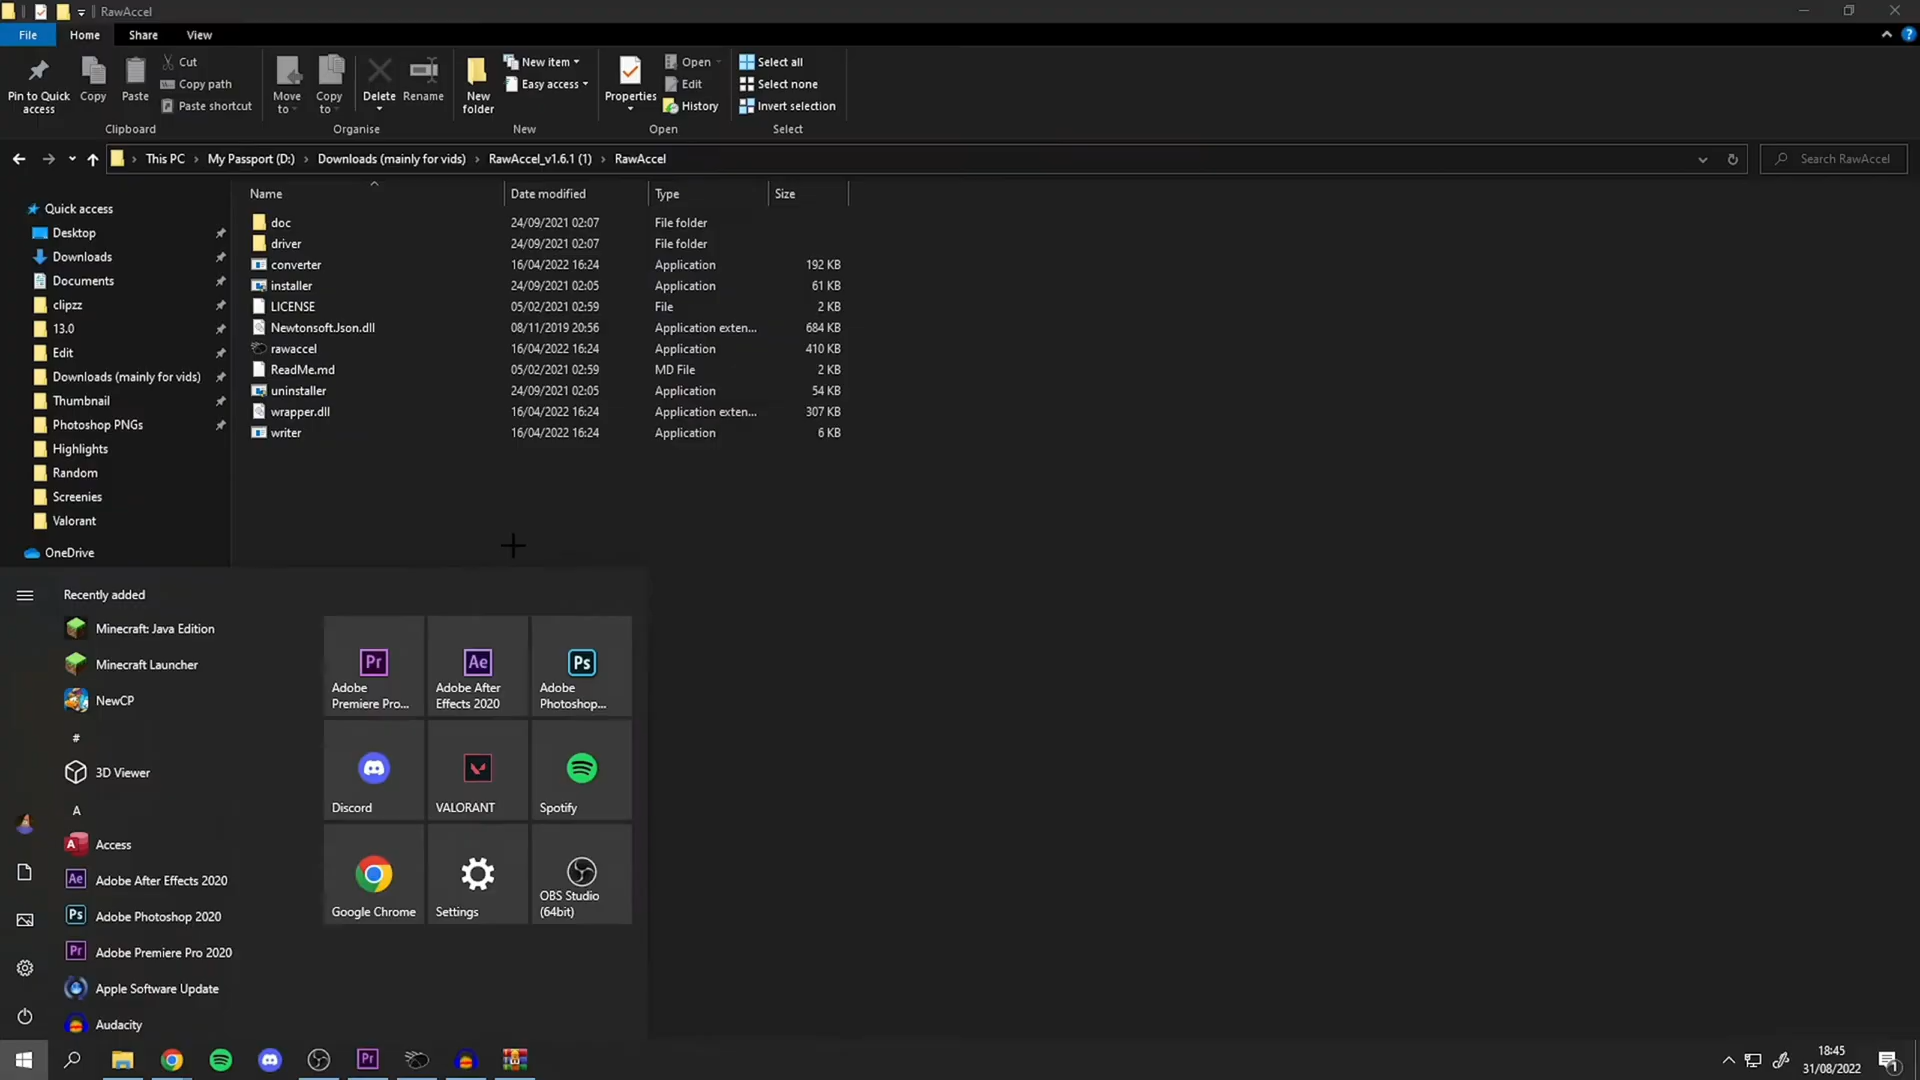 RawAccel
File Home Share View
Pin to Quick access
Copy
Paste
Cut
Copy path
Paste shortcut
Clipboard
Move to
Copy to
Delete
Rename
Organise
New folder
New item
Easy access
New
Properties
Open
Edit
History
Open
Select all
Select none
Invert selection
Select
This PC › My Passport (D:) › Downloads (mainly for vids) › RawAccel_v1.6.1 (1) › RawAccel
Search RawAccel
Quick access
Desktop
Downloads
Documents
clipzz
13.0
Edit
Downloads (mainly for vids)
Thumbnail
Photoshop PNGs
Highlights
Random
Screenies
Valorant
OneDrive
Name Date modified Type Size
doc 24/09/2021 02:07 File folder
driver 24/09/2021 02:07 File folder
converter 16/04/2022 16:24 Application 192 KB
installer 24/09/2021 02:05 Application 61 KB
LICENSE 05/02/2021 02:59 File 2 KB
Newtonsoft.Json.dll 08/11/2019 20:56 Application exten... 684 KB
rawaccel 16/04/2022 16:24 Application 410 KB
ReadMe.md 05/02/2021 02:59 MD File 2 KB
uninstaller 24/09/2021 02:05 Application 54 KB
wrapper.dll 16/04/2022 16:24 Application exten... 307 KB
writer 16/04/2022 16:24 Application 6 KB
Recently added
Minecraft: Java Edition
Minecraft Launcher
NewCP
#
3D Viewer
A
Access
Adobe After Effects 2020
Adobe Photoshop 2020
Adobe Premiere Pro 2020
Apple Software Update
Audacity
Pr
Adobe
Premiere Pro...
Ae
Adobe After
Effects 2020
Ps
Adobe
Photoshop...
Discord
VALORANT
Spotify
Google Chrome
Settings
OBS Studio
(64bit)
Pr
18:45
31/08/2022
1